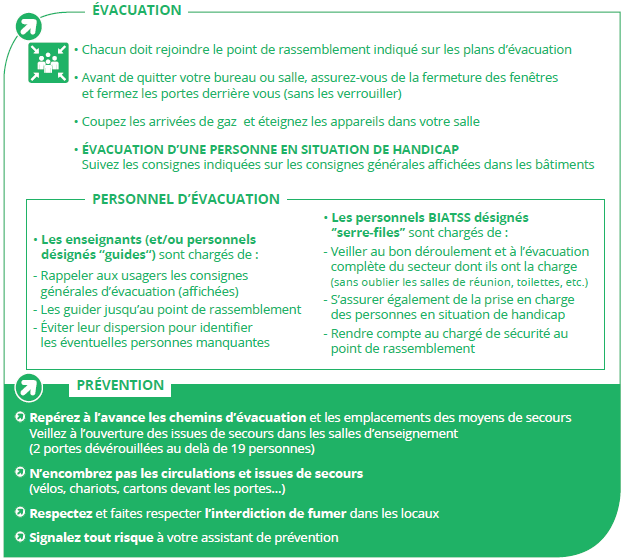 ÉVACUATION
• Chacun doit rejoindre le point de rassemblement indiqué sur les plans d’évacuation
• Avant de quitter votre bureau ou salle, assurez-vous de la fermeture des fenêtres
et fermez les portes derrière vous (sans les verrouiller)
• Coupez les arrivées de gaz et éteignez les appareils dans votre salle
• ÉVACUATION D’UNE PERSONNE EN SITUATION DE HANDICAP
Suivez les consignes indiquées sur les consignes générales affichées dans les bâtiments
PERSONNEL D’ÉVACUATION
• Les enseignants (et/ou personnels
désignés “guides“) sont chargés de :
- Rappeler aux usagers les consignes
générales d’évacuation (affichées)
- Les guider jusqu’au point de rassemblement
- Éviter leur dispersion pour identifier
les éventuelles personnes manquantes
• Les personnels BIATSS désignés
“serre-files” sont chargés de :
- Veiller au bon déroulement et à l’évacuation
complète du secteur dont ils ont la charge
(sans oublier les salles de réunion, toilettes, etc.)
- S’assurer également de la prise en charge
des personnes en situation de handicap
- Rendre compte au chargé de sécurité au
point de rassemblement
PRÉVENTION
Repérez à l’avance les chemins d’évacuation et les emplacements des moyens de secours
Veillez à l’ouverture des issues de secours dans les salles d’enseignement
(2 portes dévérouillées au delà de 19 personnes)
N’encombrez pas les circulations et issues de secours
(vélos, chariots, cartons devant les portes...)
Respectez et faites respecter l’interdiction de fumer dans les locaux
Signalez tout risque à votre assistant de prévention